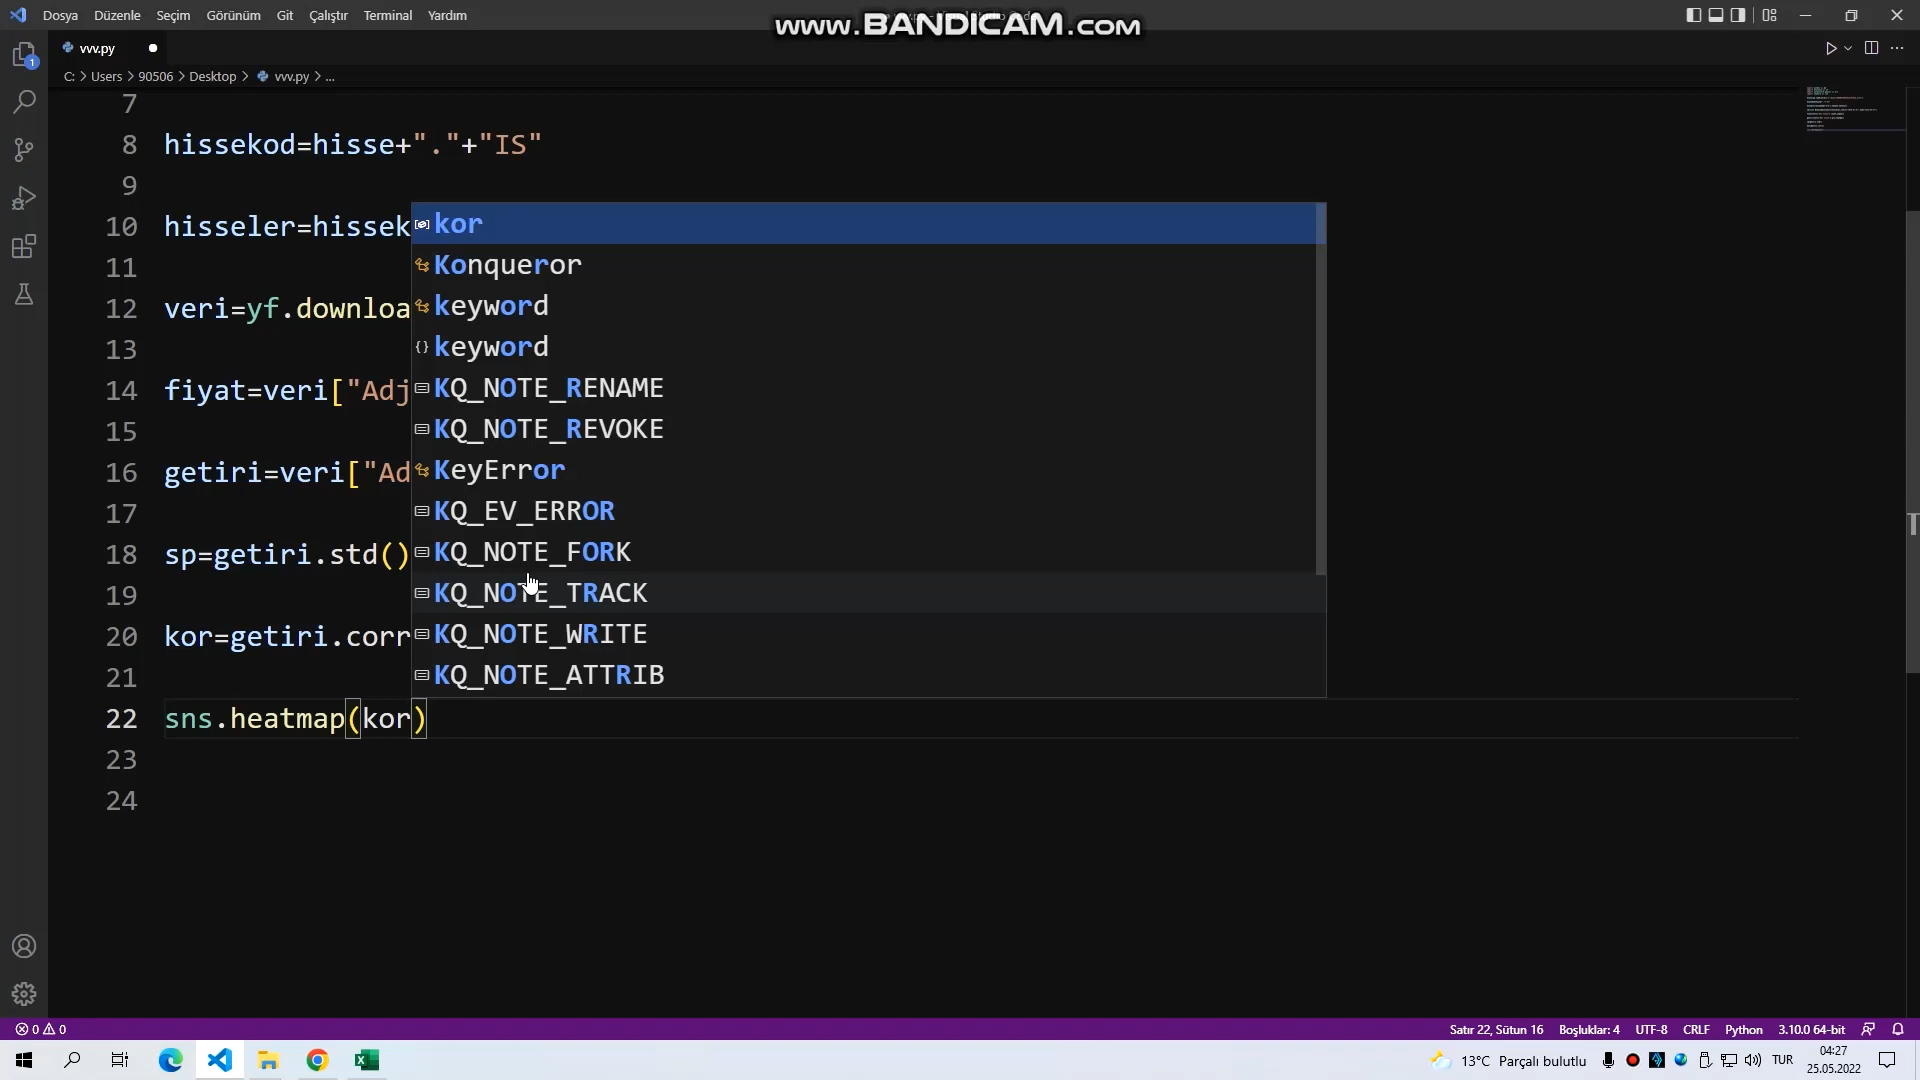 Dosya Düzenle Seçim Görünüm Git Çalıştır Terminal Yardım
www.BANDICAM.com
vvv.py
C: > Users > 90506 > Desktop > vvv.py > ...
7
8 hissekod=hisse+"."+"IS"
9
10 hisseler=hissek
11
12 veri=yf.downloa
13
14 fiyat=veri["Adj
15
16 getiri=veri["Ad
17
18 sp=getiri.std()
19
20 kor=getiri.corr
21
22 sns.heatmap(kor)
23
24
kor
Konqueror
keyword
keyword
KQ_NOTE_RENAME
KQ_NOTE_REVOKE
KeyError
KQ_EV_ERROR
KQ_NOTE_FORK
KQ_NOTE_TRACK
KQ_NOTE_WRITE
KQ_NOTE_ATTRIB
1
0 0
Satır 22, Sütun 16 Boşluklar: 4 UTF-8 CRLF Python 3.10.0 64-bit
13°C Parçalı bulutlu TUR
04:27
25.05.2022